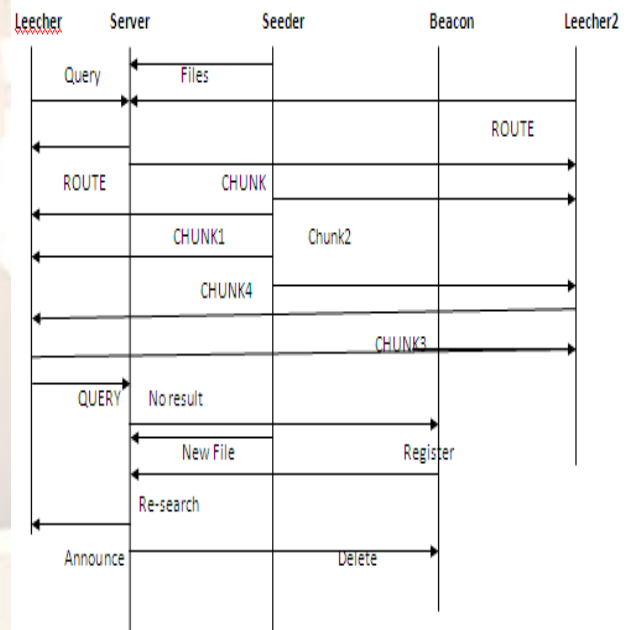 Leecher Server Seeder Beacon Leecher2
Query Files
ROUTE
ROUTE CHUNK
CHUNK1 Chunk2
CHUNK4
CHUNK3
QUERY No result
New File Register
Re-search
Announce Delete